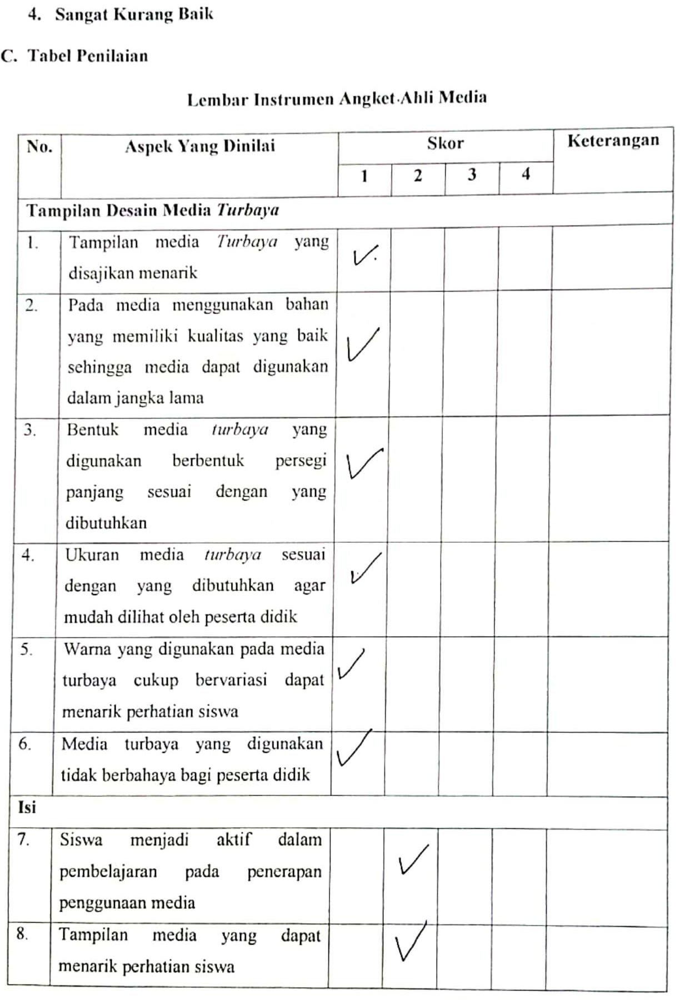 4. Sangat Kurang Baik
C. Tabel Penilaian
Lembar Instrumen Angket Ahli Media
No. Aspek Yang Dinilai Skor Keterangan
1 2 3 4
Tampilan Desain Media Turbaya
1. Tampilan media Turbaya yang
disajikan menarik
2. Pada media menggunakan bahan
yang memiliki kualitas yang baik
sehingga media dapat digunakan
dalam jangka lama
3. Bentuk media turbaya yang
digunakan berbentuk persegi
panjang sesuai dengan yang
dibutuhkan
4. Ukuran media turbaya sesuai
dengan yang dibutuhkan agar
mudah dilihat oleh peserta didik
5. Warna yang digunakan pada media
turbaya cukup bervariasi dapat
menarik perhatian siswa
6. Media turbaya yang digunakan
tidak berbahaya bagi peserta didik
Isi
7. Siswa menjadi aktif dalam
pembelajaran pada penerapan
penggunaan media
8. Tampilan media yang dapat
menarik perhatian siswa